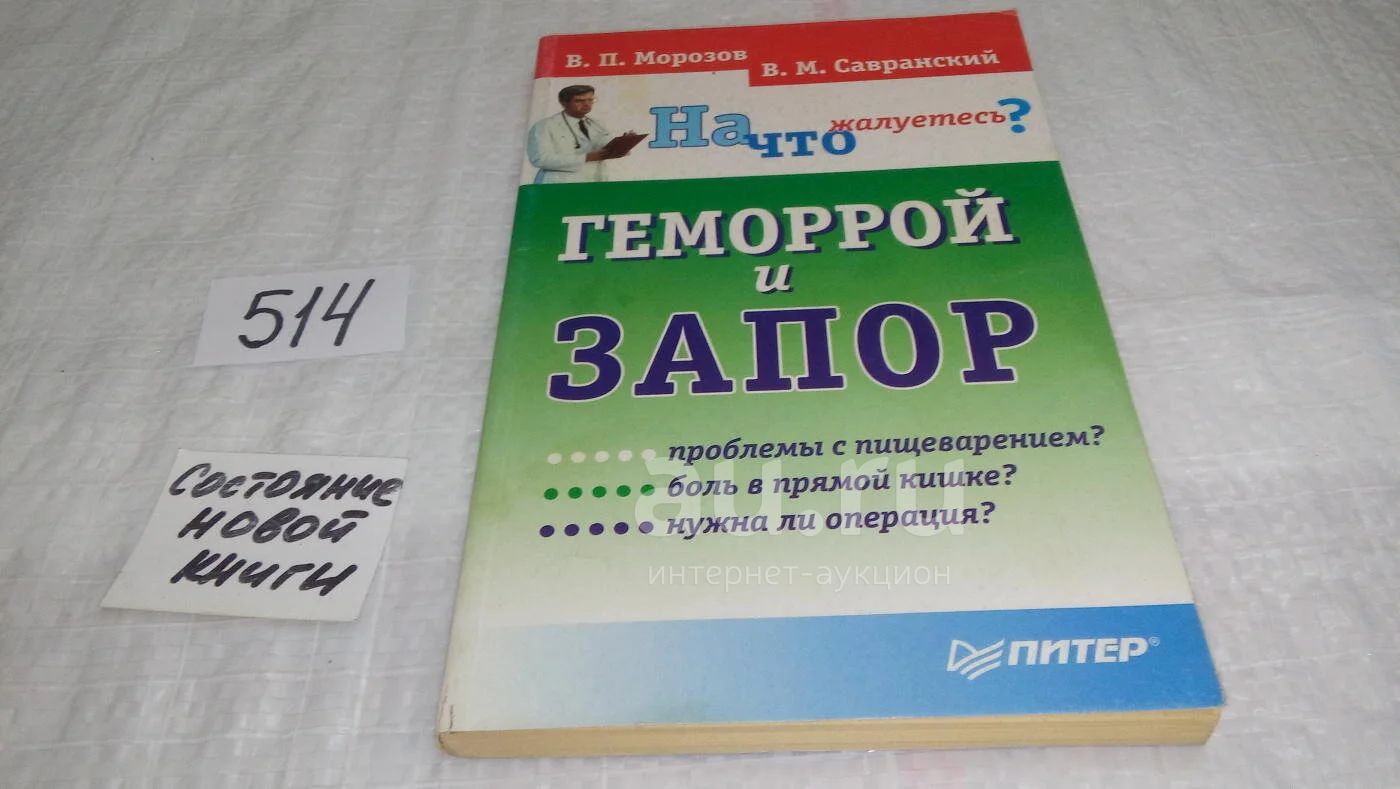 В. П. Морозов
В. М. Савранский
На что жалуетесь?
ГЕМОРРОЙ
и
ЗАПОР
проблемы с пищеварением?
боль в прямой кишке?
нужна ли операция?
au.ru
интернет-аукцион
ПИТЕР®
514
Состояние
новой
книги